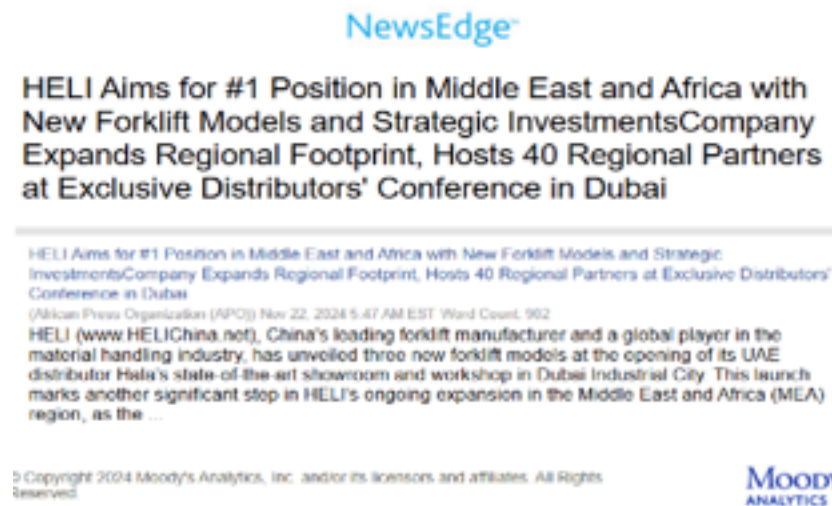 NewsEdge™
HELI Aims for #1 Position in Middle East and Africa with
New Forklift Models and Strategic InvestmentsCompany
Expands Regional Footprint, Hosts 40 Regional Partners
at Exclusive Distributors' Conference in Dubai
HELI Aims for #1 Position in Middle East and Africa with New Forklift Models and Strategic
InvestmentsCompany Expands Regional Footprint, Hosts 40 Regional Partners at Exclusive Distributors'
Conference in Dubai
(African Press Organization (APO)) Nov 22, 2024 5:47 AM EST Word Count: 902
HELI (www.HELIChina.net), China's leading forklift manufacturer and a global player in the
material handling industry, has unveiled three new forklift models at the opening of its UAE
distributor Hala's state-of-the-art showroom and workshop in Dubai Industrial City. This launch
marks another significant step in HELI's ongoing expansion in the Middle East and Africa (MEA)
region, as the ...
© Copyright 2024 Moody's Analytics, Inc. and/or its licensors and affiliates. All Rights
Reserved.
MOODY'
ANALYTICS